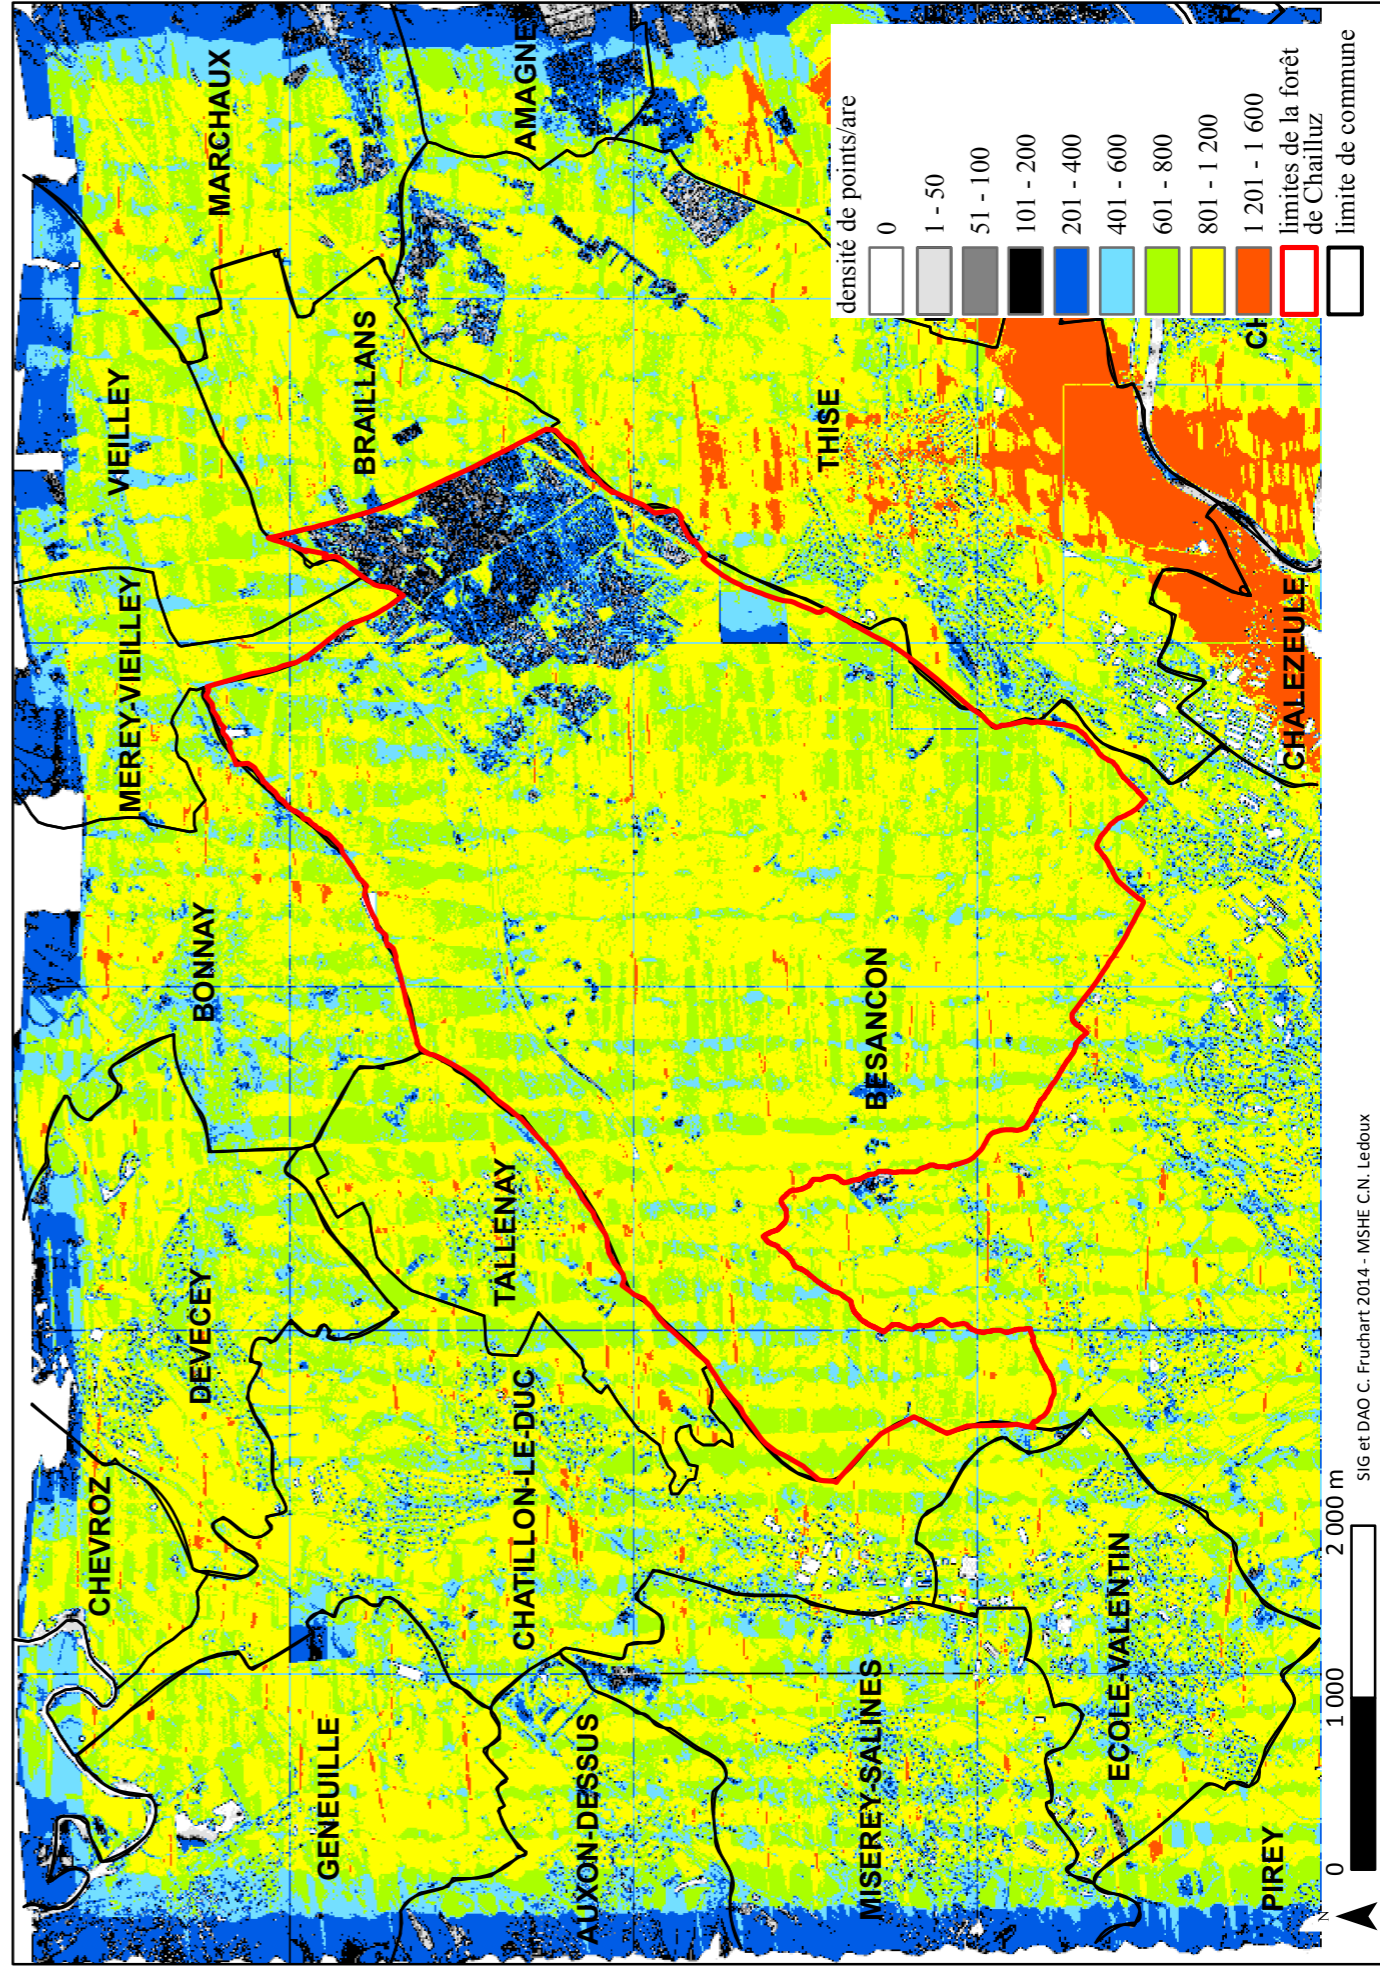 MARCHAUX
AMAGNE
VIEILLEY
BRAILLANS
MEREY-VIEILLEY
THISE
BONNAY
CHALEZEULE
CH
BESANCON
DEVECEY
TALLENAY
CHEVROZ
CHATILLON-LE-DUC
GENEUILLE
AUXON-DESSUS
MISEREY-SALINES
ECOLE-VALENTIN
PIREY
densité de points/are
0
1 - 50
51 - 100
101 - 200
201 - 400
401 - 600
601 - 800
801 - 1 200
1 201 - 1 600
limites de la forêt
de Chailluz
limite de commune
N
0 1 000 2 000 m
SIG et DAO C. Fruchart 2014 - MSHE C.N. Ledoux